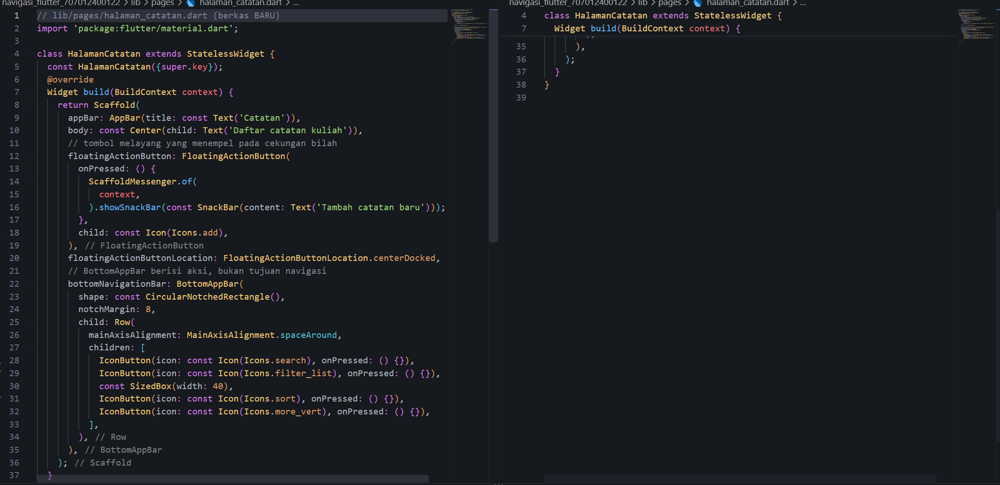 navigasi_flutter_707012400122 > lib > pages > halaman_catatan.dart > ...
1 // lib/pages/halaman_catatan.dart (berkas BARU)
2 import 'package:flutter/material.dart';
3
4 class HalamanCatatan extends StatelessWidget {
5 const HalamanCatatan({super.key});
6 @override
7 Widget build(BuildContext context) {
8 return Scaffold(
9 appBar: AppBar(title: const Text('Catatan')),
10 body: const Center(child: Text('Daftar catatan kuliah')),
11 // tombol melayang yang menempel pada cekungan bilah
12 floatingActionButton: FloatingActionButton(
13 onPressed: () {
14 ScaffoldMessenger.of(
15 context,
16 ).showSnackBar(const SnackBar(content: Text('Tambah catatan baru')));
17 },
18 child: const Icon(Icons.add),
19 ), // FloatingActionButton
20 floatingActionButtonLocation: FloatingActionButtonLocation.centerDocked,
21 // BottomAppBar berisi aksi, bukan tujuan navigasi
22 bottomNavigationBar: BottomAppBar(
23 shape: const CircularNotchedRectangle(),
24 notchMargin: 8,
25 child: Row(
26 mainAxisAlignment: MainAxisAlignment.spaceAround,
27 children: [
28 IconButton(icon: const Icon(Icons.search), onPressed: () {}),
29 IconButton(icon: const Icon(Icons.filter_list), onPressed: () {}),
30 const SizedBox(width: 40),
31 IconButton(icon: const Icon(Icons.sort), onPressed: () {}),
32 IconButton(icon: const Icon(Icons.more_vert), onPressed: () {}),
33 ],
34 ), // Row
35 ), // BottomAppBar
36 ); // Scaffold
37 }
navigasi_flutter_707012400122 > lib > pages > halaman_catatan.dart > ...
4 class HalamanCatatan extends StatelessWidget {
7 Widget build(BuildContext context) {
35 ),
36 );
37 }
38 }
39